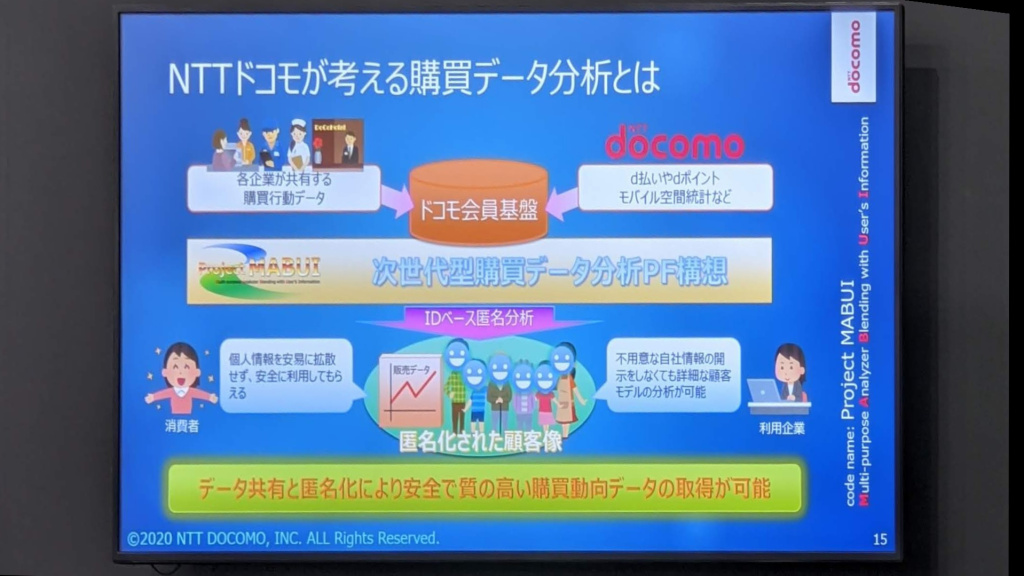 NTT
docomo
NTTドコモが考える購買データ分析とは
各企業が共有する
購買行動データ
NTT
docomo
d払いやdポイント
モバイル空間統計など
ドコモ会員基盤
Project MABUI
次世代型購買データ分析PF構想
IDベース匿名分析
個人情報を安易に拡散
せず、安全に利用してもら
える
消費者
販売データ
不用意な自社情報の開
示をしなくても詳細な顧客
モデルの分析が可能
利用企業
匿名化された顧客像
データ共有と匿名化により安全で質の高い購買動向データの取得が可能
code name: Project MABUI
Multi-purpose Analyzer Blending with User's Information
©2020 NTT DOCOMO, INC. ALL Rights Reserved.
15